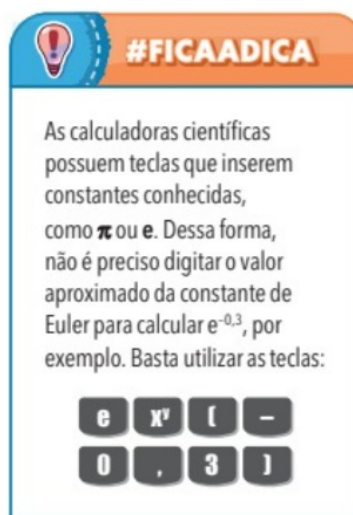 #FICAADICA
As calculadoras científicas
possuem teclas que inserem
constantes conhecidas,
como π ou e. Dessa forma,
não é preciso digitar o valor
aproximado da constante de
Euler para calcular e⁻⁰,³, por
exemplo. Basta utilizar as teclas:
e xʸ ( –
0 , 3 )